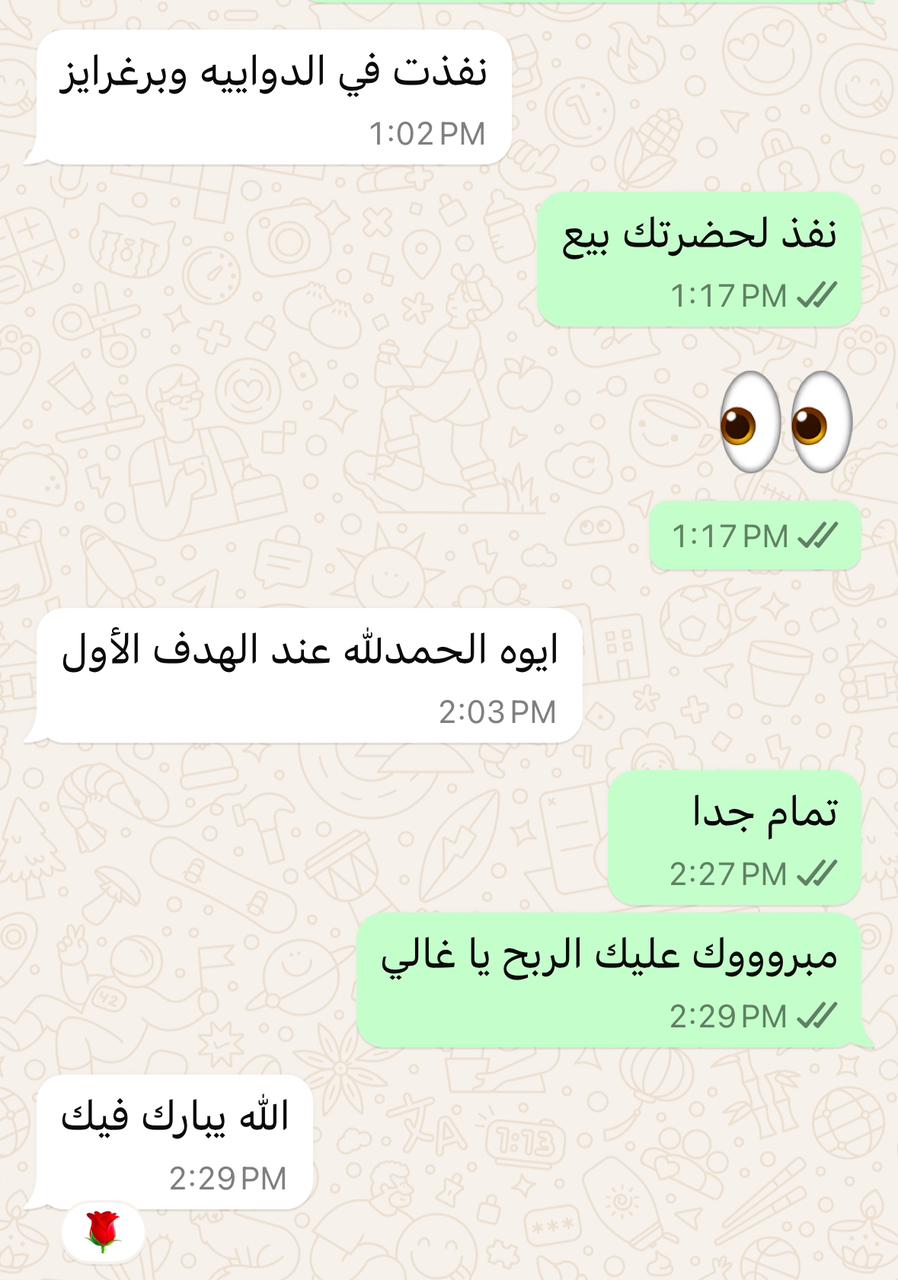 نفذت في الدواييه وبرغرايز
1:02 PM
نفذ لحضرتك بيع
1:17 PM
👀
1:17 PM
ايوه الحمدلله عند الهدف الأول
2:03 PM
تمام جدا
2:27 PM
مبروووك عليك الربح يا غالي
2:29 PM
الله يبارك فيك
2:29 PM
🌹